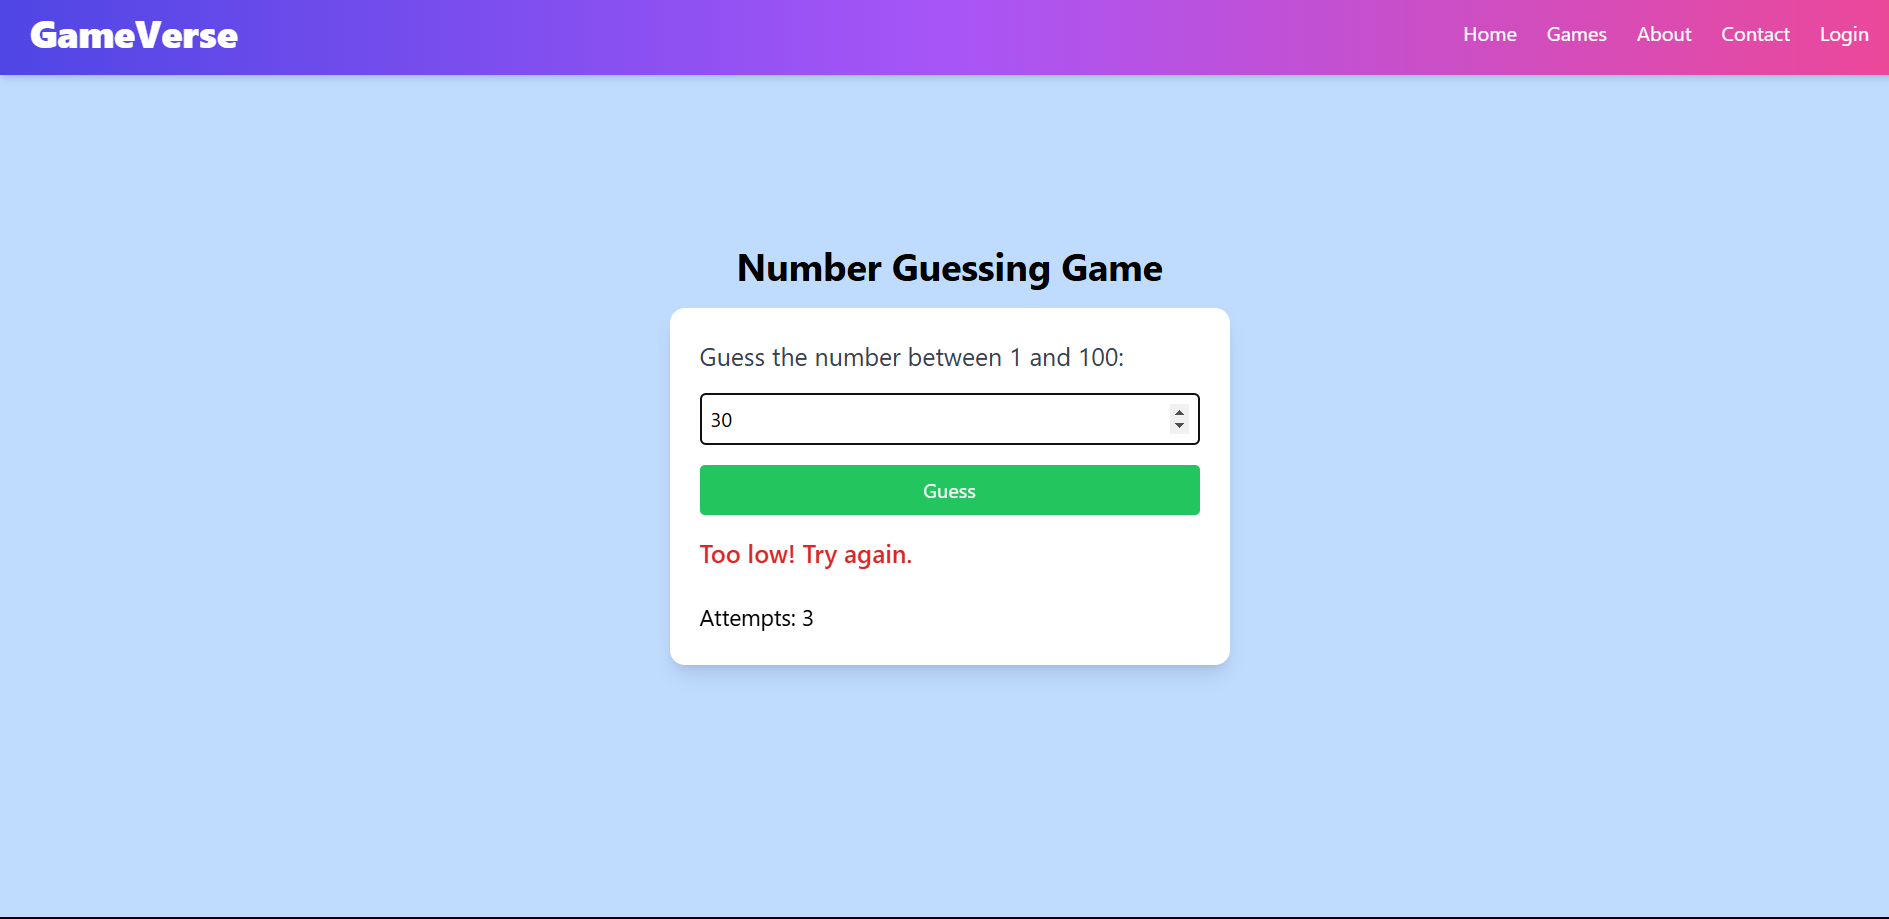 GameVerse
Home Games About Contact Login
Number Guessing Game
Guess the number between 1 and 100:
30
Guess
Too low! Try again.
Attempts: 3